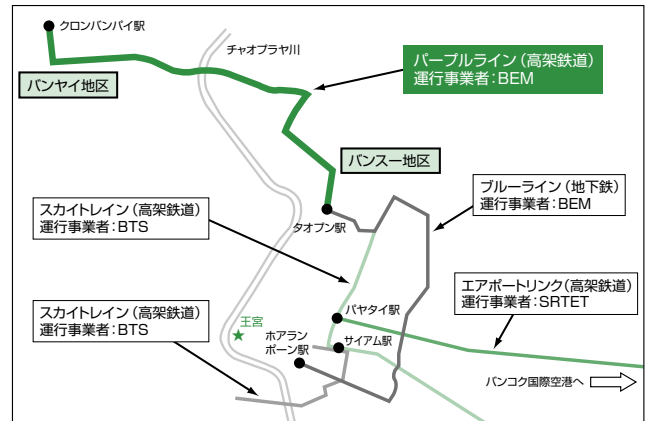 クロンバンパイ駅
チャオプラヤ川
パープルライン（高架鉄道）
運行事業者：BEM
バンヤイ地区
バンスー地区
ブルーライン（地下鉄）
運行事業者：BEM
スカイトレイン（高架鉄道）
運行事業者：BTS
タオプン駅
エアポートリンク（高架鉄道）
運行事業者：SRTET
パヤタイ駅
スカイトレイン（高架鉄道）
運行事業者：BTS
王宮
ホアラン
ポーン駅
サイアム駅
バンコク国際空港へ